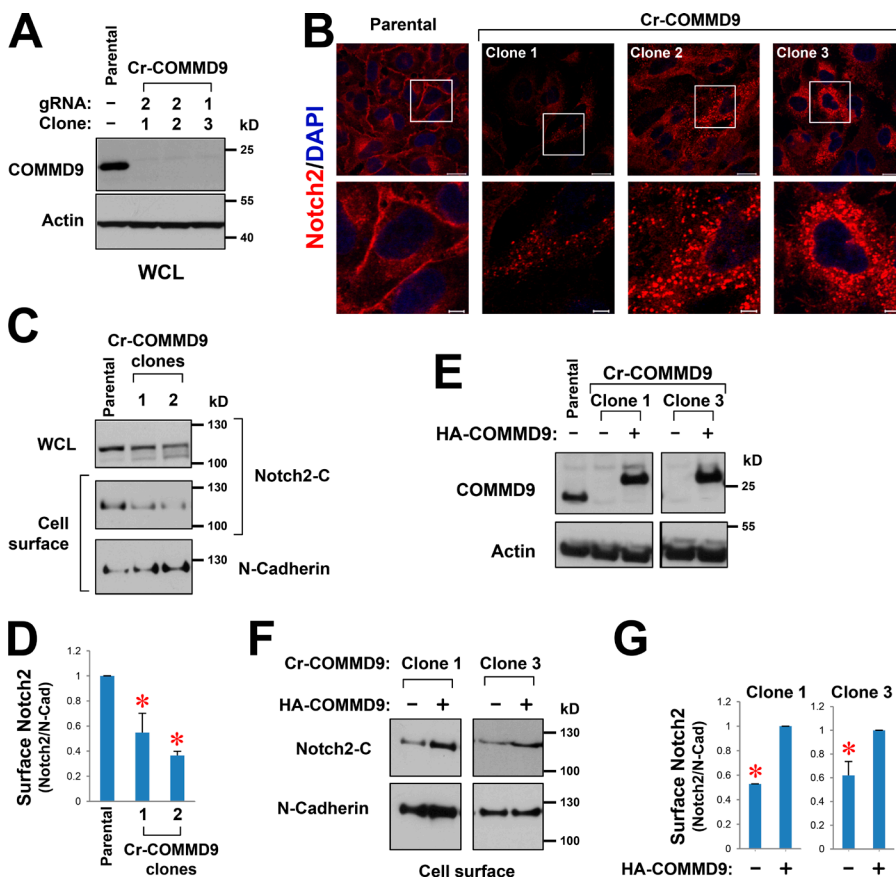 A
Parental
Cr-COMMD9
gRNA: – 2 2 1
Clone: 1 2 3 kD
COMMD9
25
Actin
55
40
WCL
B
Parental
Cr-COMMD9
Clone 1
Clone 2
Clone 3
Notch2/DAPI
C
Cr-COMMD9
clones
Parental
1 2 kD
WCL
130
100
Notch2-C
Cell
surface
130
100
130
N-Cadherin
D
Surface Notch2
(Notch2/N-Cad)
1.2
1
0.8
0.6
0.4
0.2
0
*
*
Parental
1 2
Cr-COMMD9
clones
E
Parental
Cr-COMMD9
Clone 1 Clone 3
HA-COMMD9: – – + – +
kD
COMMD9
25
55
Actin
F
Cr-COMMD9: Clone 1 Clone 3
HA-COMMD9: – + – + kD
Notch2-C
130
100
N-Cadherin
130
100
Cell surface
G
Surface Notch2
(Notch2/N-Cad)
Clone 1
1.2
1
0.8
0.6
0.4
0.2
0
*
Clone 3
1.2
1
0.8
0.6
0.4
0.2
0
*
HA-COMMD9: – + – +